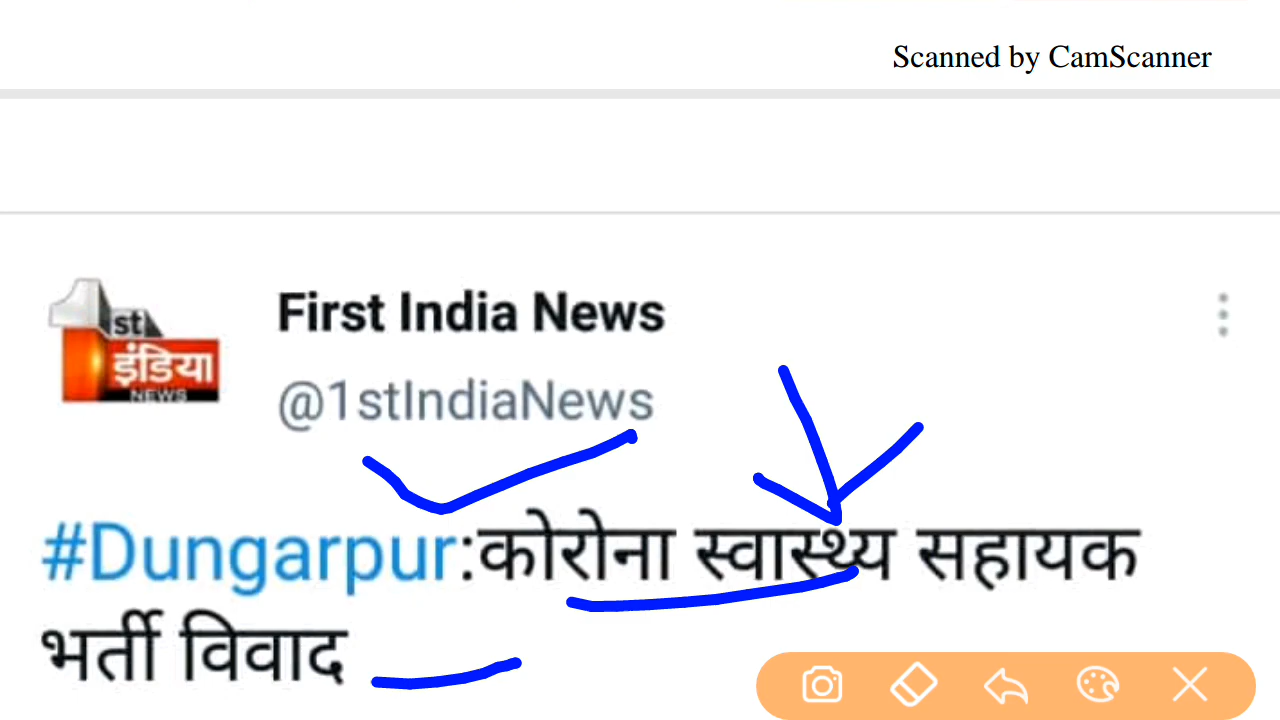 Scanned by CamScanner
1st
इंडिया
NEWS
First India News
@1stIndiaNews
#Dungarpur:कोरोना स्वास्थ्य सहायक
भर्ती विवाद